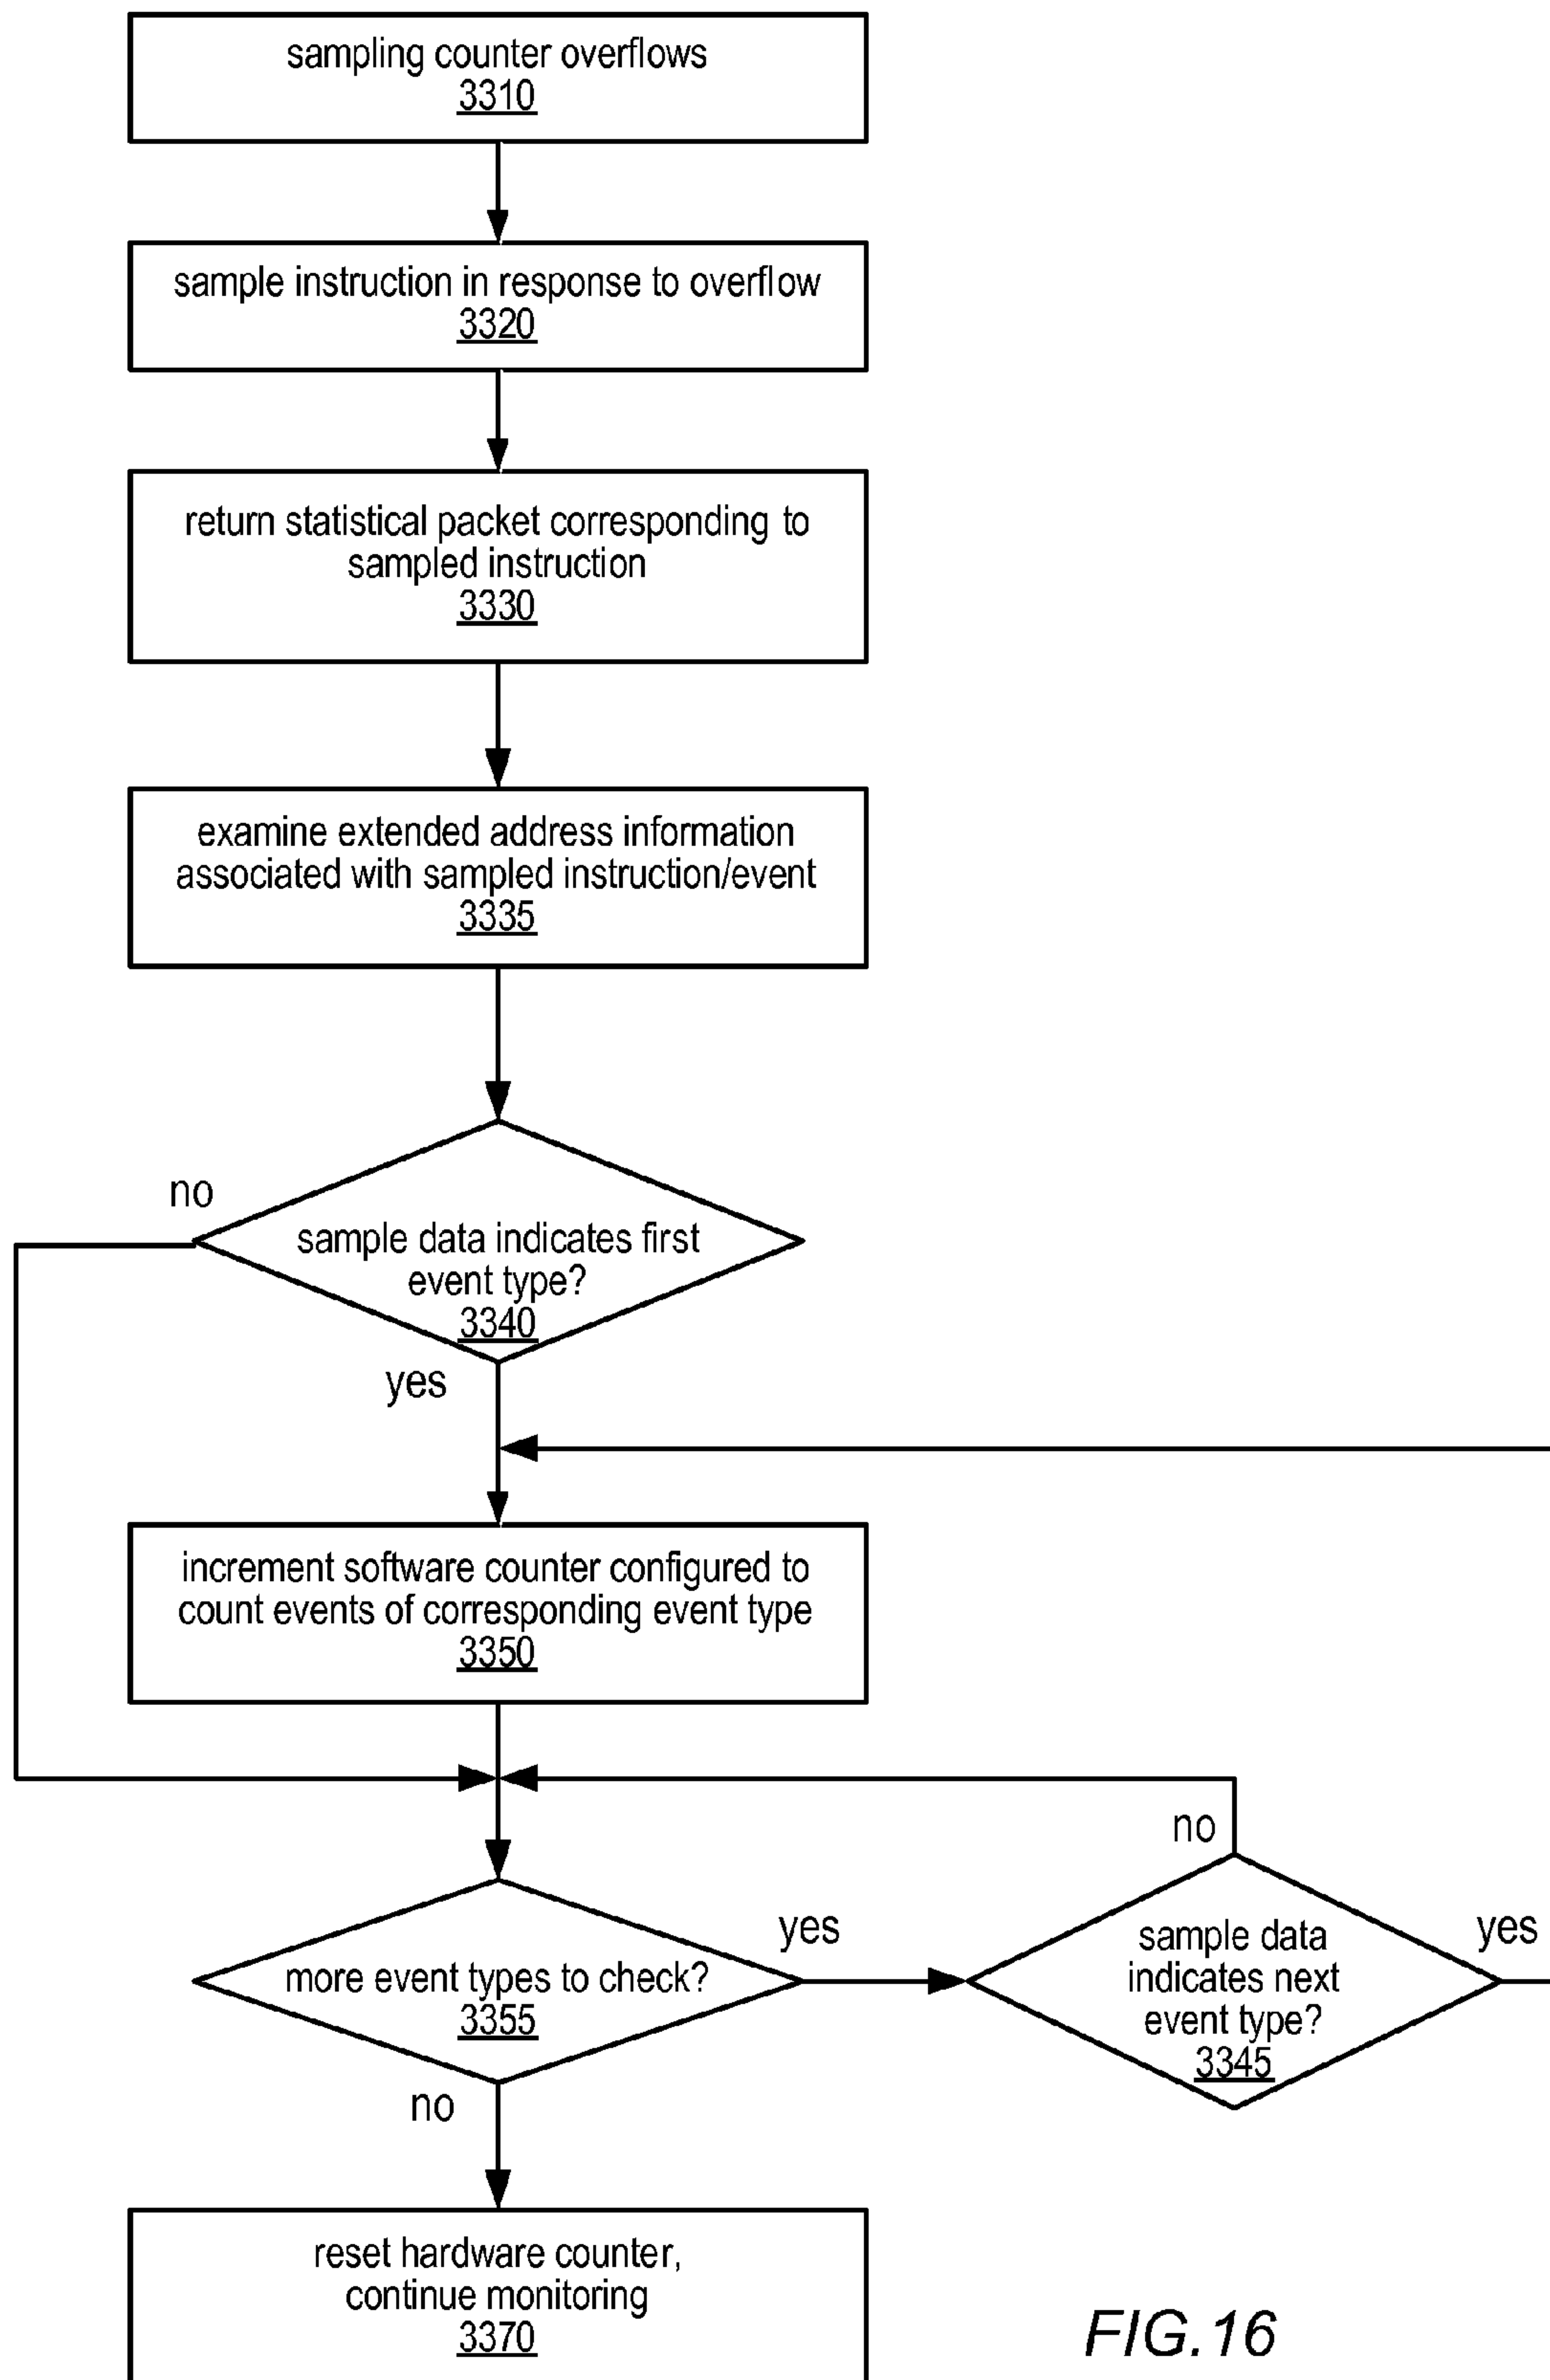 sampling counter overflows
3310
sample instruction in response to overflow
3320
return statistical packet corresponding to
sampled instruction
3330
examine extended address information
associated with sampled instruction/event
3335
no
sample data indicates first
event type?
3340
yes
increment software counter configured to
count events of corresponding event type
3350
no
more event types to check?
3355
yes
sample data
indicates next
event type?
3345
yes
no
reset hardware counter,
continue monitoring
3370
FIG.16